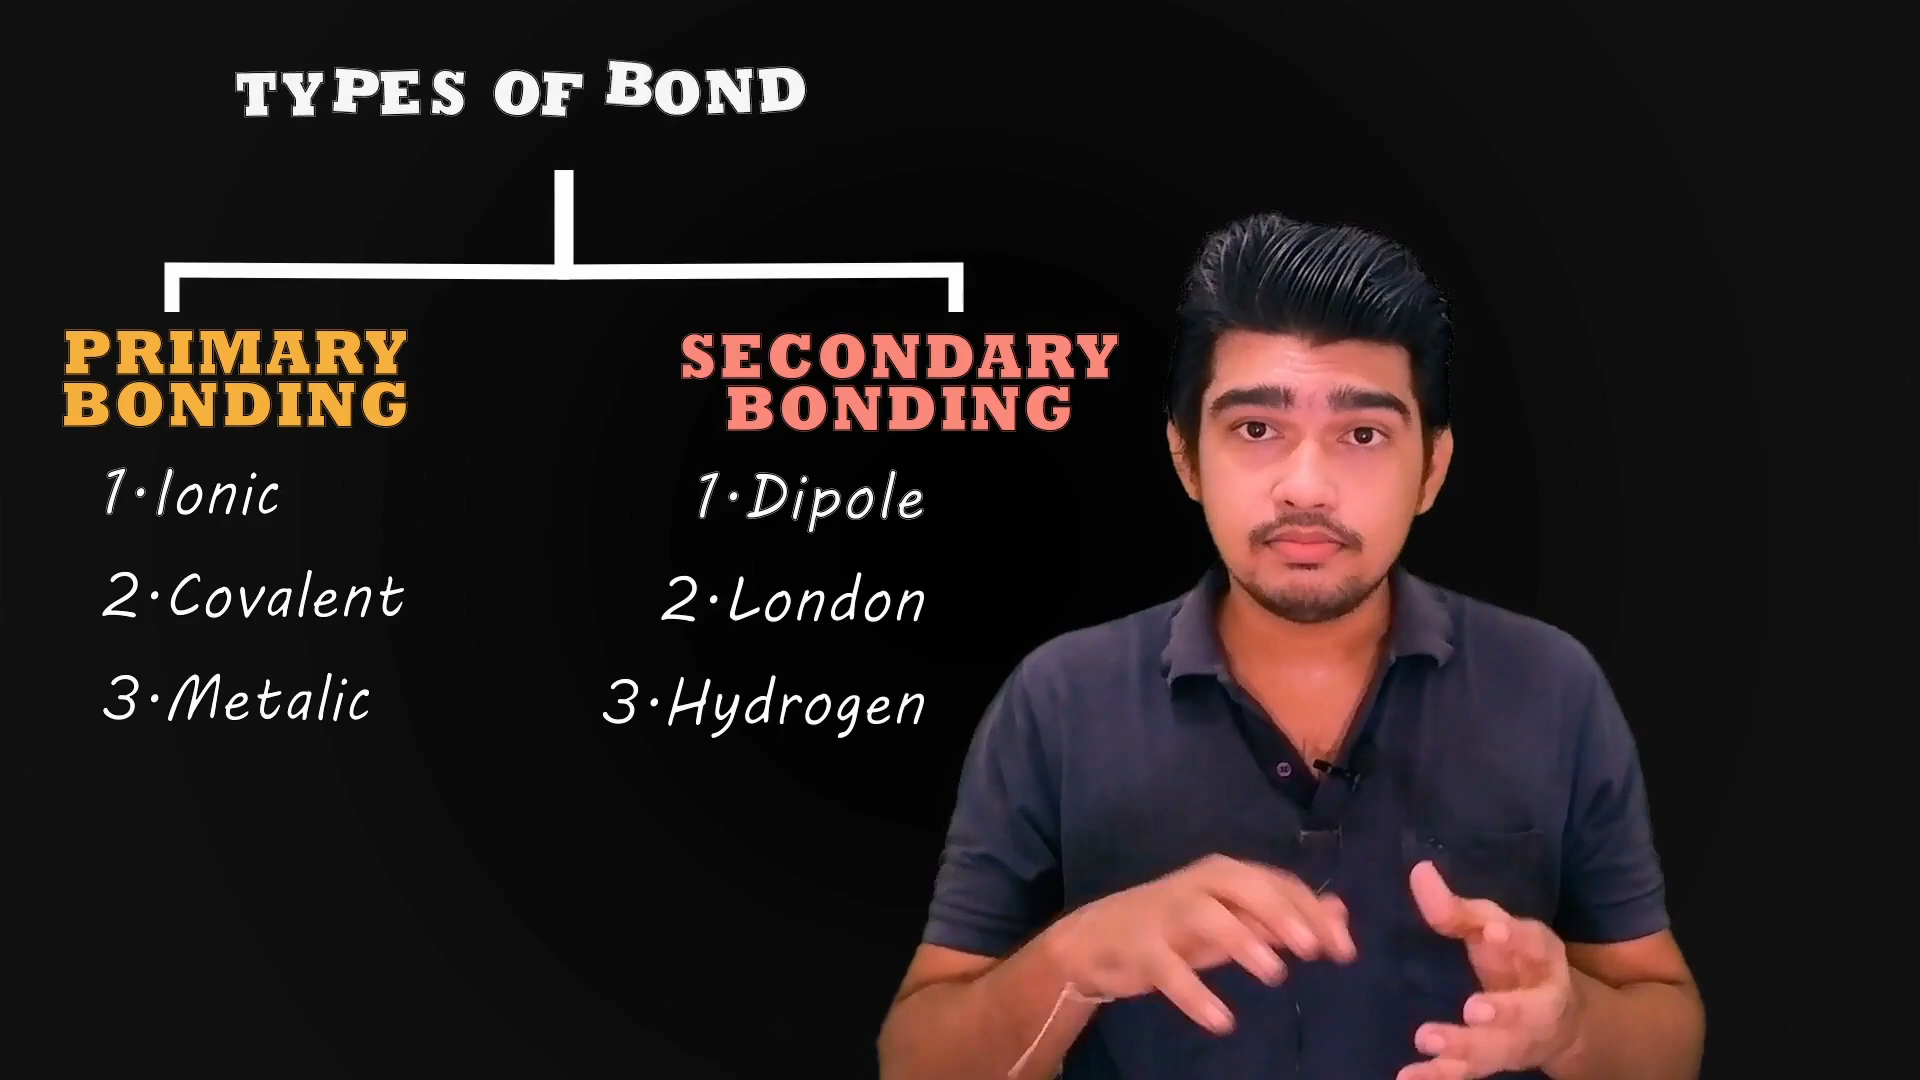 TYPES OF BOND
PRIMARY
BONDING
1·Ionic
2·Covalent
3·Metalic
SECONDARY
BONDING
1·Dipole
2·London
3·Hydrogen